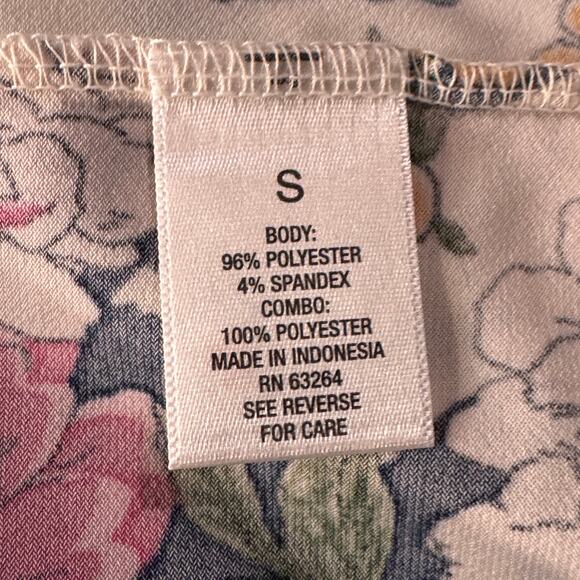 S
BODY:
96% POLYESTER
4% SPANDEX
COMBO:
100% POLYESTER
MADE IN INDONESIA
RN 63264
SEE REVERSE
FOR CARE